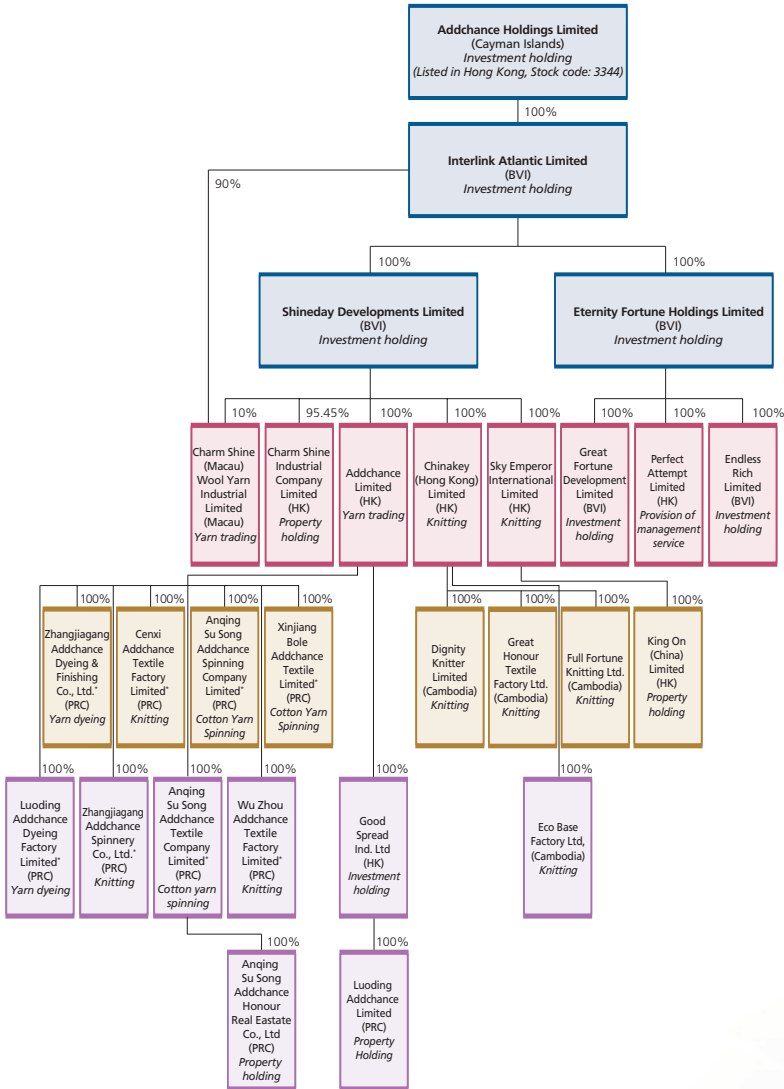 Addchance Holdings Limited
(Cayman Islands)
Investment holding
(Listed in Hong Kong, Stock code: 3344)
100%
Interlink Atlantic Limited
(BVI)
Investment holding
90%
100%
100%
Shineday Developments Limited
(BVI)
Investment holding
Eternity Fortune Holdings Limited
(BVI)
Investment holding
10%
95.45%
100%
100%
100%
100%
100%
100%
Charm Shine
(Macau)
Wool Yarn
Industrial
Limited
(Macau)
Yarn trading
Charm Shine
Industrial
Company
Limited
(HK)
Property
holding
Addchance
Limited
(HK)
Yarn trading
Chinakey
(Hong Kong)
Limited
(HK)
Knitting
Sky Emperor
International
Limited
(HK)
Knitting
Great
Fortune
Development
Limited
(BVI)
Investment
holding
Perfect
Attempt
Limited
(HK)
Provision of
management
service
Endless
Rich
Limited
(BVI)
Investment
holding
100%
100%
100%
100%
100%
100%
100%
100%
Zhangjiagang
Addchance
Dyeing &
Finishing
Co., Ltd.*
(PRC)
Yarn dyeing
Cenxi
Addchance
Textile
Factory
Limited*
(PRC)
Knitting
Anqing
Su Song
Addchance
Spinning
Company
Limited*
(PRC)
Cotton Yarn
Spinning
Xinjiang
Bole
Addchance
Textile
Limited*
(PRC)
Cotton Yarn
Spinning
Dignity
Knitter
Limited
(Cambodia)
Knitting
Great
Honour
Textile
Factory Ltd.
(Cambodia)
Knitting
Full Fortune
Knitting Ltd.
(Cambodia)
Knitting
King On
(China)
Limited
(HK)
Property
holding
100%
100%
100%
100%
100%
100%
Luoding
Addchance
Dyeing
Factory
Limited*
(PRC)
Yarn dyeing
Zhangjiagang
Addchance
Spinnery
Co., Ltd.*
(PRC)
Knitting
Anqing
Su Song
Addchance
Textile
Company
Limited*
(PRC)
Cotton yarn
spinning
Wu Zhou
Addchance
Textile
Factory
Limited*
(PRC)
Knitting
Good
Spread
Ind. Ltd
(HK)
Investment
holding
Eco Base
Factory Ltd,
(Cambodia)
Knitting
100%
100%
Anqing
Su Song
Addchance
Honour
Real Eastate
Co., Ltd
(PRC)
Property
holding
Luoding
Addchance
Limited
(PRC)
Property
Holding